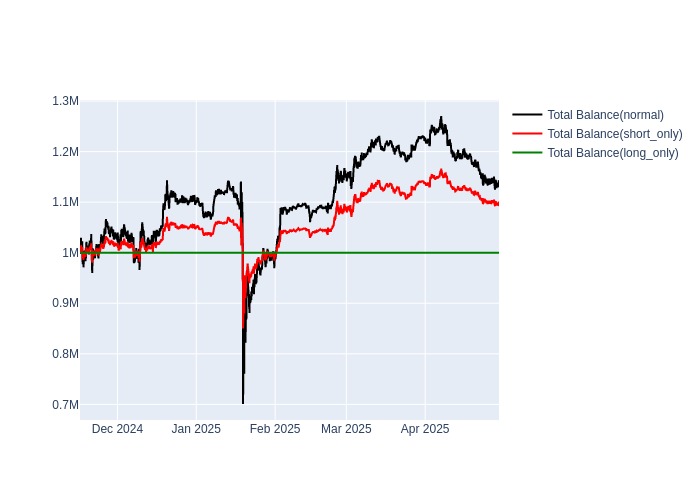 1.3M
1.2M
1.1M
1M
0.9M
0.8M
0.7M
Dec 2024
Jan 2025
Feb 2025
Mar 2025
Apr 2025
Total Balance(normal)
Total Balance(short_only)
Total Balance(long_only)